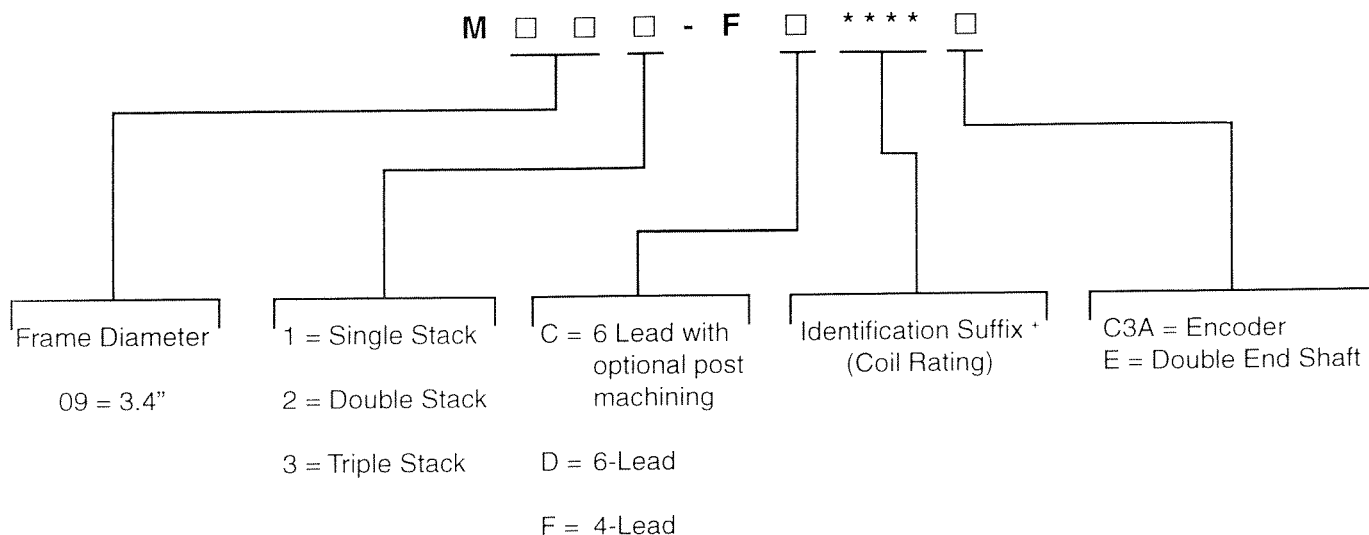 M □ □ □ - F □ **** □
Frame Diameter
09 = 3.4"
1 = Single Stack
2 = Double Stack
3 = Triple Stack
C = 6 Lead with
optional post
machining
D = 6-Lead
F = 4-Lead
Identification Suffix +
(Coil Rating)
C3A = Encoder
E = Double End Shaft